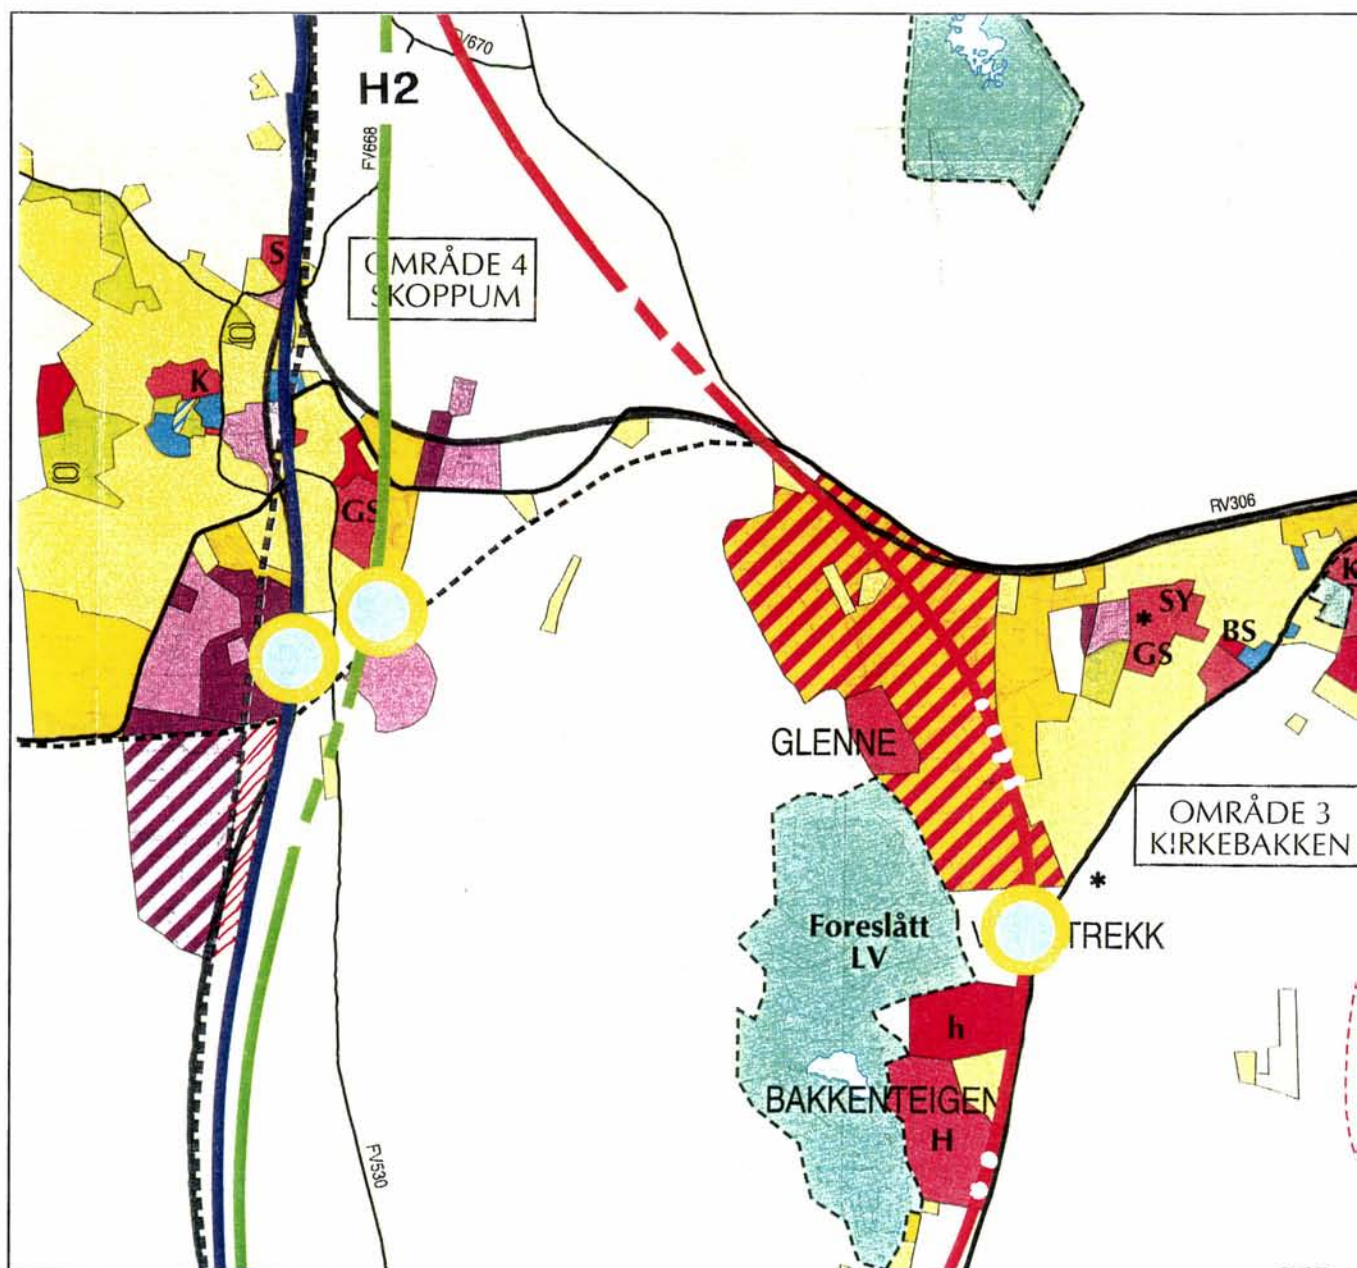 FV670
H2
FV668
S
OMRÅDE 4
SKOPPUM
K
GS
RV306
SY
K
BS
GS
GLENNE
OMRÅDE 3
KIRKEBAKKEN
*
Foreslått
LV
TREKK
h
BAKKENTEIGEN
H
FV530